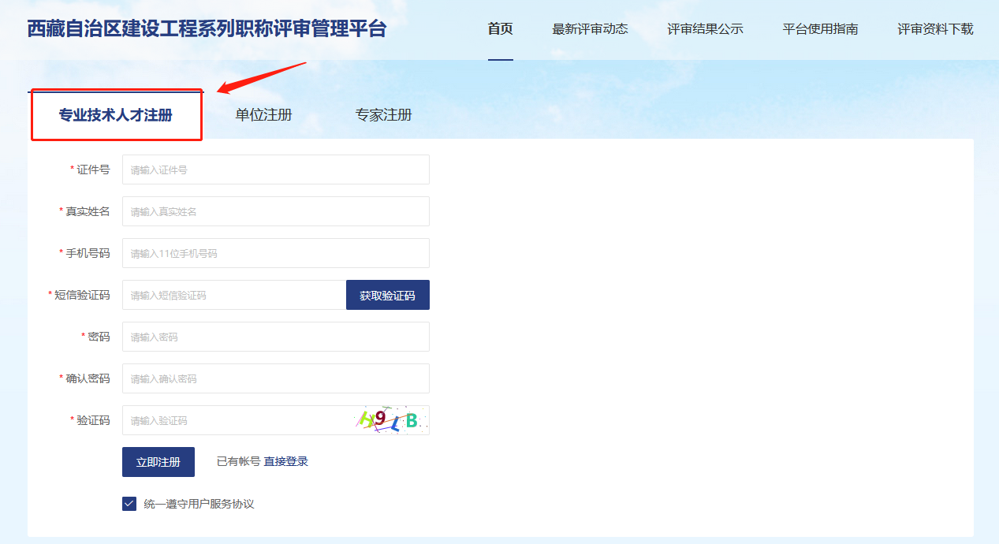 西藏自治区建设工程系列职称评审管理平台
首页
最新评审动态
评审结果公示
平台使用指南
评审资料下载
专业技术人才注册
单位注册
专家注册
* 证件号
请输入证件号
* 真实姓名
请输入真实姓名
* 手机号码
请输入11位手机号码
* 短信验证码
请输入短信验证码
获取验证码
* 密码
请输入密码
* 确认密码
请输入确认密码
* 验证码
请输入验证码
H9LB
立即注册
已有帐号 直接登录
统一遵守用户服务协议